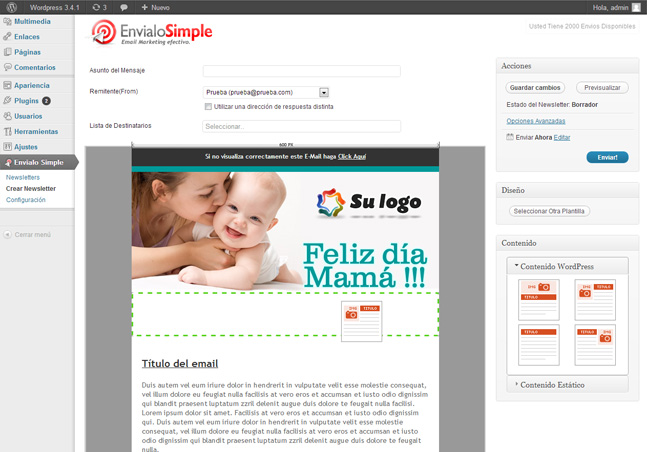 Wordpress 3.4.1
3
Nuevo
Hola, admin
Multimedia
Enlaces
Páginas
Comentarios
Apariencia
Plugins 2
Usuarios
Herramientas
Ajustes
Envialo Simple
Newsletters
Crear Newsletter
Configuración
Cerrar menú
EnvialoSimple
Email Marketing efectivo.
Usted Tiene 2000 Envios Disponibles
Asunto del Mensaje
Remitente(From)
Prueba (prueba@prueba.com)
Utilizar una dirección de respuesta distinta
Lista de Destinatarios
Seleccionar...
600 PX
Si no visualiza correctamente este E-Mail haga Click Aquí
Su logo
Feliz día
Mamá !!!
IMG
TITULO
Título del email
Duis autem vel eum iriure dolor in hendrerit in vulputate velit esse molestie consequat,
vel illum dolore eu feugiat nulla facilisis at vero eros et accumsan et iusto odio dignissim
qui blandit praesent luptatum zzril delenit augue duis dolore te feugait nulla facilisi.
Lorem ipsum dolor sit amet. Facilisis at vero eros et accumsan et iusto odio dignissim
qui. Duis autem vel eum iriure dolor in hendrerit in vulputate velit esse molestie
consequat, vel illum dolore eu feugiat nulla facilisis at vero eros et accumsan et iusto
odio dignissim qui blandit praesent luptatum zzril delenit augue duis dolore te feugait
nulla.
Acciones
Guardar cambios
Previsualizar
Estado del Newsletter: Borrador
Opciones Avanzadas
Enviar Ahora Editar
Enviar!
Diseño
Seleccionar Otra Plantilla
Contenido
Contenido WordPress
IMG
TITULO
IMG TITULO
TITULO
IMG
TITULO
IMG
Contenido Estático